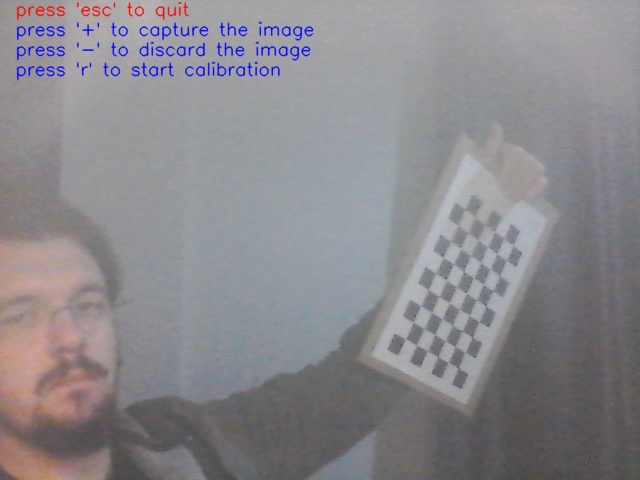 press 'esc' to quit
press '+' to capture the image
press '-' to discard the image
press 'r' to start calibration